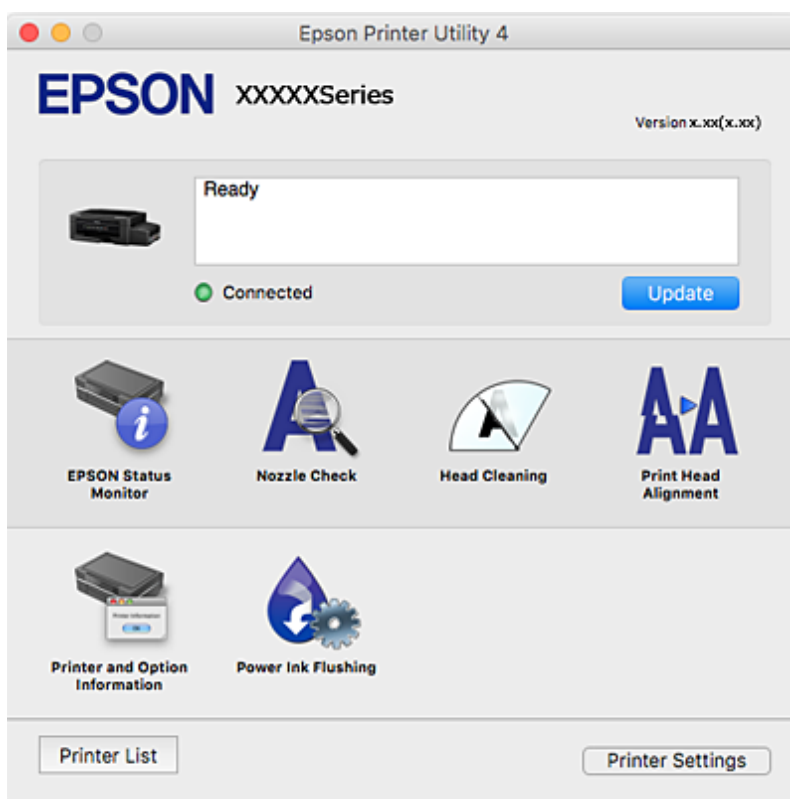 Epson Printer Utility 4
EPSON XXXXXSeries
Version x.xx(x.xx)
Ready
Connected
Update
EPSON Status
Monitor
Nozzle Check
Head Cleaning
Print Head
Alignment
Printer and Option
Information
Power Ink Flushing
Printer List
Printer Settings